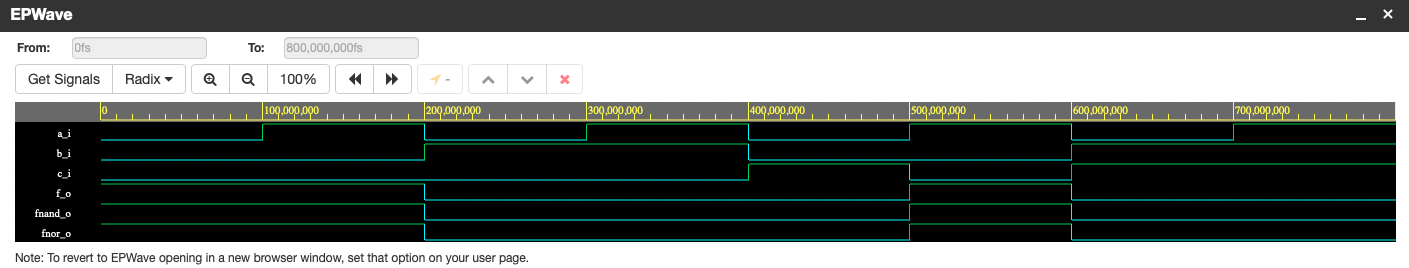 EPWave
From: 0fs To: 800,000,000fs
Get Signals Radix 100% -
0 100,000,000 200,000,000 300,000,000 400,000,000 500,000,000 600,000,000 700,000,000
a_i
b_i
c_i
f_o
fnand_o
fnor_o
Note: To revert to EPWave opening in a new browser window, set that option on your user page.